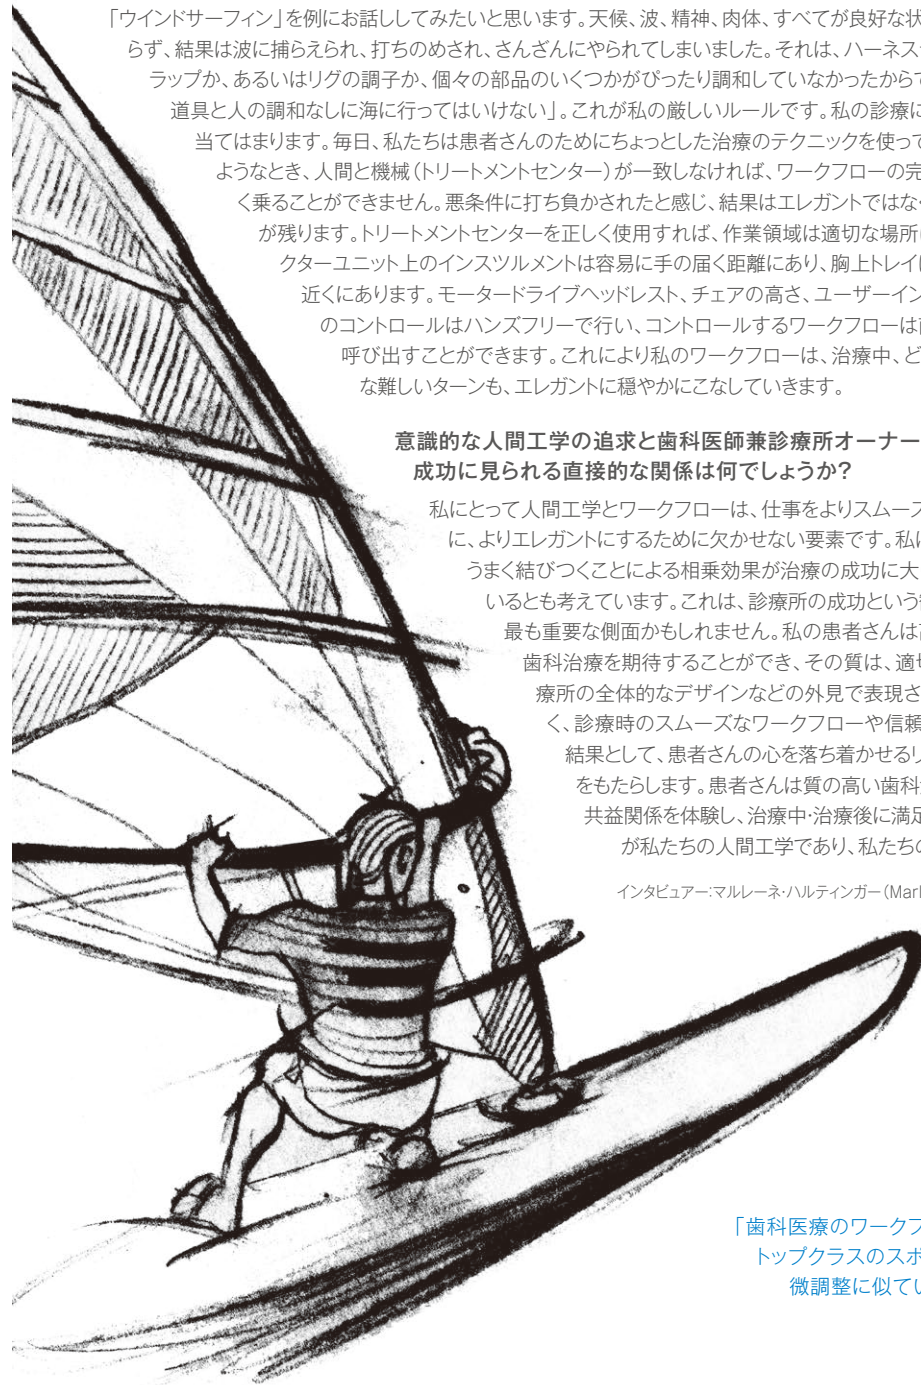 「ウインドサーフィン」を例にお話ししてみたいと思います。天候、波、精神、肉体、すべてが良好な状
らず、結果は波に捕らえられ、打ちのめされ、さんざんにやられてしまいました。それは、ハーネス
ラップか、あるいはリグの調子か、個々の部品のいくつかがぴったり調和していなかったからで
道具と人の調和なしに海に行ってはいけない」。これが私の厳しいルールです。私の診療に
当てはまります。毎日、私たちは患者さんのためにちょっとした治療のテクニックを使って
ようなとき、人間と機械（トリートメントセンター）が一致しなければ、ワークフローの完
く乗ることができません。悪条件に打ち負かされたと感じ、結果はエレガントではなく
が残ります。トリートメントセンターを正しく使用すれば、作業領域は適切な場所
クターユニット上のインスツルメントは容易に手の届く距離にあり、胸上トレイ
近くにあります。モータードライブヘッドレスト、チェアの高さ、ユーザーイン
のコントロールはハンズフリーで行い、コントロールするワークフローは
呼び出すことができます。これにより私のワークフローは、治療中、ど
な難しいターンも、エレガントに穏やかにこなしていきます。
意識的な人間工学の追求と歯科医師兼診療所オーナー
成功に見られる直接的な関係は何でしょうか？
私にとって人間工学とワークフローは、仕事をよりスムーズ
に、よりエレガントにするために欠かせない要素です。私に
うまく結びつくことによる相乗効果が治療の成功に大
いるとも考えています。これは、診療所の成功という
最も重要な側面かもしれません。私の患者さんは
歯科治療を期待することができ、その質は、適
療所の全体的なデザインなどの外見で表現さ
く、診療時のスムーズなワークフローや信頼
結果として、患者さんの心を落ち着かせるリ
をもたらします。患者さんは質の高い歯科
共益関係を体験し、治療中・治療後に満足
が私たちの人間工学であり、私たちの
インタビュアー：マルレーネ・ハルティンガー（Marl
「歯科医療のワークフ
トップクラスのスポ
微調整に似てい